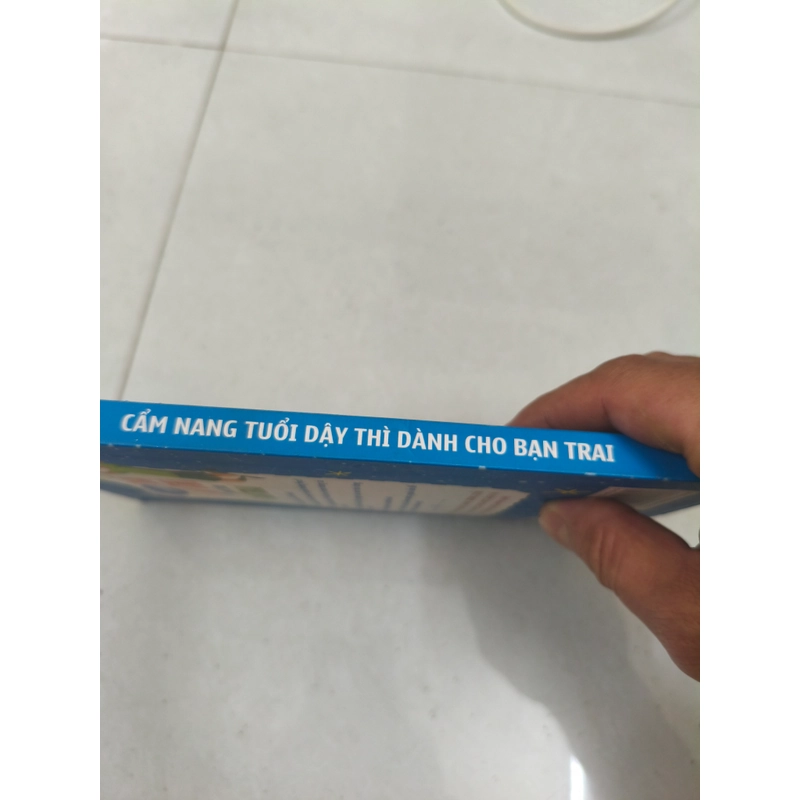 CẨM NANG TUỔI DẬY THÌ DÀNH CHO BẠN TRAI